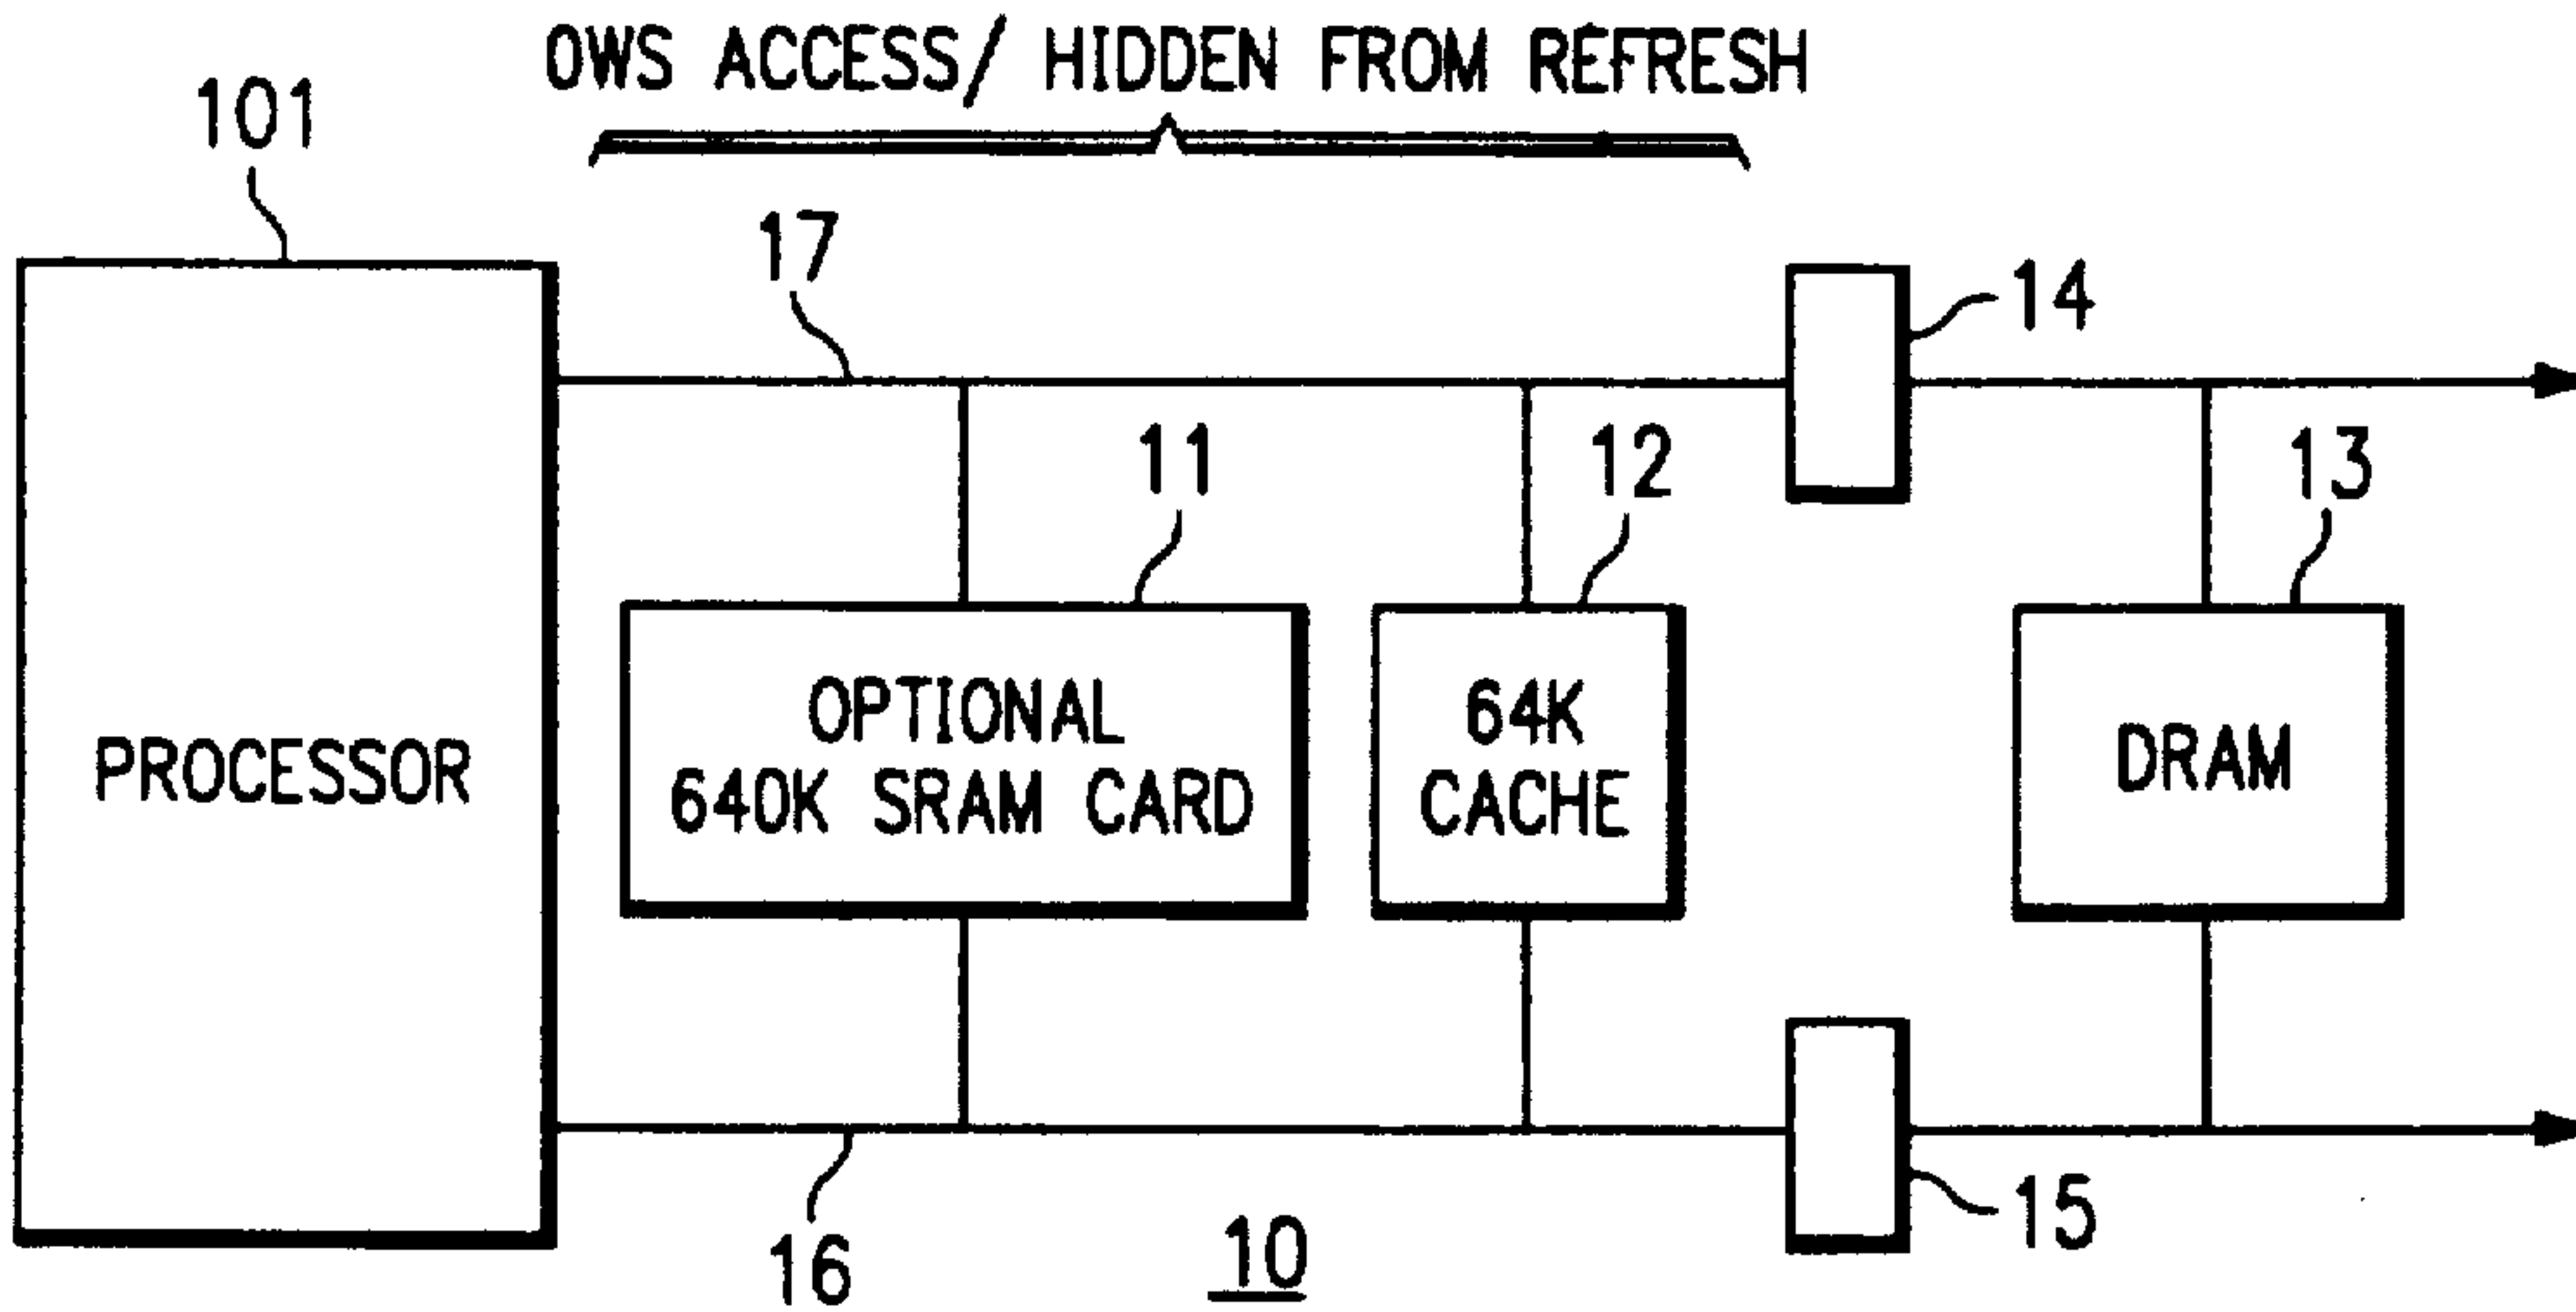 OWS ACCESS/ HIDDEN FROM REFRESH
101
17
14
11
12
13
PROCESSOR
OPTIONAL
640K SRAM CARD
64K
CACHE
DRAM
16
10
15